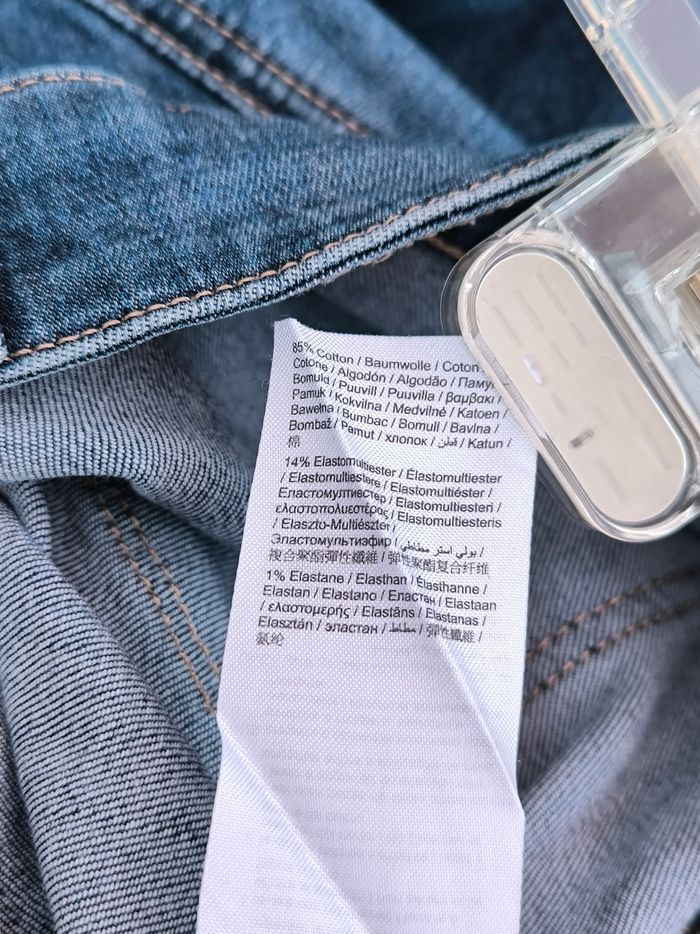 85% Cotton / Baumwolle / Coton
Cotone / Algodón / Algodão / Памук
Bomuld / Puuvill / Puuvilla / βαμβακι /
Pamuk / Kokvilna / Medvilnė / Katoen /
Bawełna / Bumbac / Bomull / Bavlna /
Bombaž / Pamut / хлопок / قطن / Katun /
棉
14% Elastomultiester / Élastomultiester
/ Elastomultiestere / Elastomultiéster /
Еластомултиестер / Elastomultiesteri /
ελαστοπολυεστέρας / Elastomultiesteris
/ Elaszto-Multiészter /
Эластомультиэфир / بولي استر مطاطي /
複合聚酯彈性纖維 / 弹性聚酯复合纤维
1% Elastane / Elasthan / Élasthanne /
Elastan / Elastano / Еластан / Elastaan
/ ελαστομερής / Elastāns / Elastanas /
Elasztán / эластан / مطاط / 彈性纖維 /
氨纶